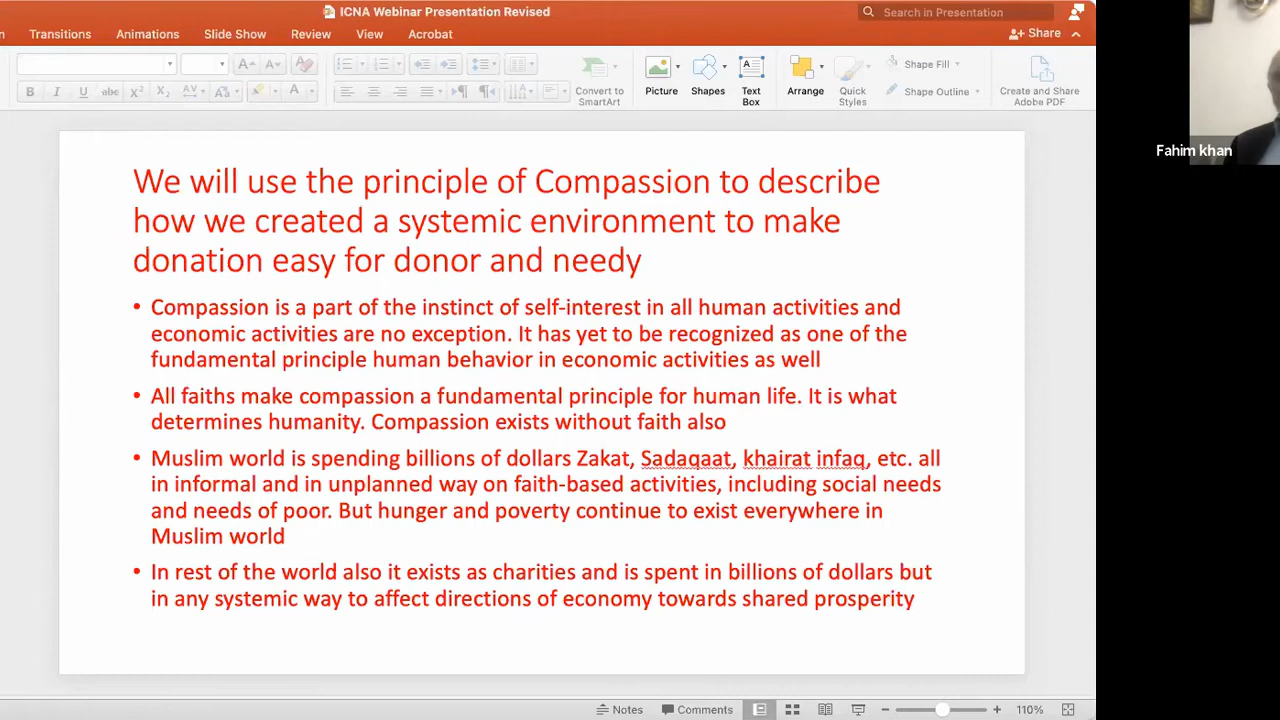 ICNA Webinar Presentation Revised
Search in Presentation
Transitions Animations Slide Show Review View Acrobat
Share
Convert to SmartArt
Picture
Shapes
Text Box
Arrange
Quick Styles
Shape Fill
Shape Outline
Create and Share Adobe PDF
Fahim khan
We will use the principle of Compassion to describe
how we created a systemic environment to make
donation easy for donor and needy
• Compassion is a part of the instinct of self-interest in all human activities and
economic activities are no exception. It has yet to be recognized as one of the
fundamental principle human behavior in economic activities as well
• All faiths make compassion a fundamental principle for human life. It is what
determines humanity. Compassion exists without faith also
• Muslim world is spending billions of dollars Zakat, Sadaqaat, khairat infaq, etc. all
in informal and in unplanned way on faith-based activities, including social needs
and needs of poor. But hunger and poverty continue to exist everywhere in
Muslim world
• In rest of the world also it exists as charities and is spent in billions of dollars but
in any systemic way to affect directions of economy towards shared prosperity
Notes Comments 110%